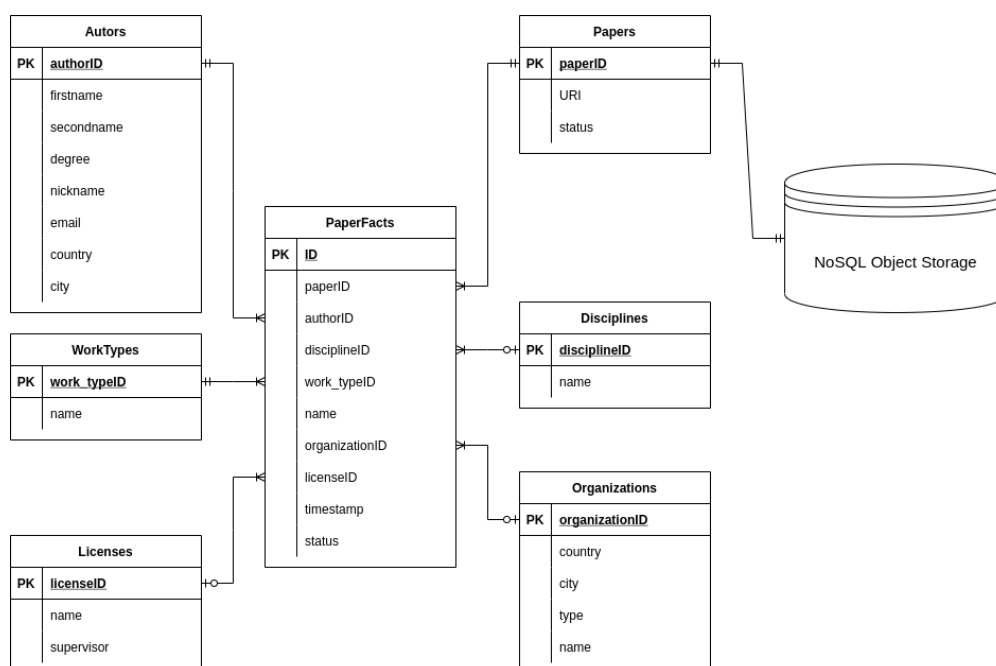 Autors
PK authorID
firstname
secondname
degree
nickname
email
country
city
WorkTypes
PK work_typeID
name
Licenses
PK licenseID
name
supervisor
PaperFacts
PK ID
paperID
authorID
disciplineID
work_typeID
name
organizationID
licenseID
timestamp
status
Papers
PK paperID
URI
status
Disciplines
PK disciplineID
name
Organizations
PK organizationID
country
city
type
name
NoSQL Object Storage